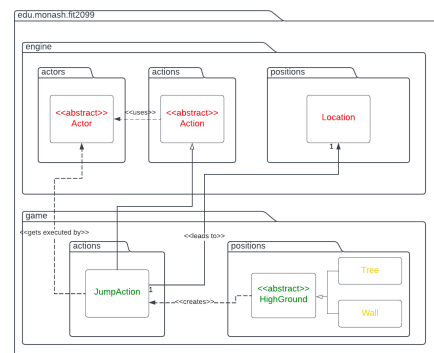 edu.monash.fit2099
engine
actors
actions
positions
<<abstract>>
Actor
<<uses>>
<<abstract>>
Action
Location
1
game
<<gets executed by>>
<<leads to>>
actions
positions
JumpAction
1
<<creates>>
<<abstract>>
HighGround
Tree
Wall